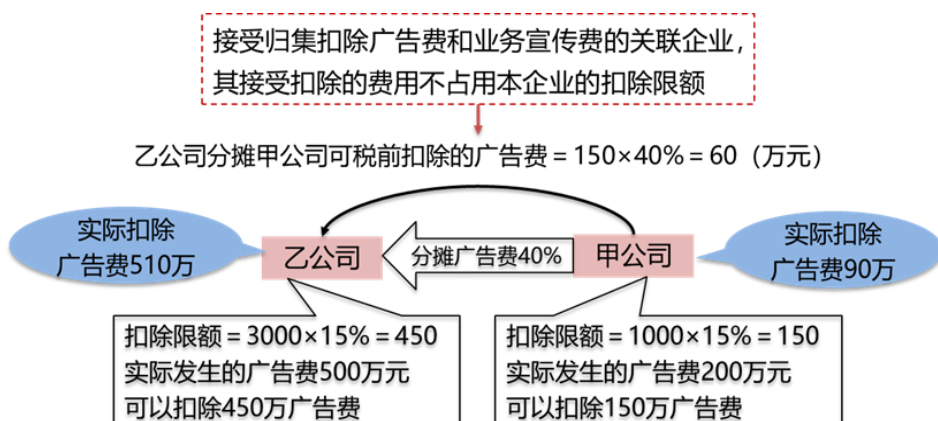 接受归集扣除广告费和业务宣传费的关联企业，
其接受扣除的费用不占用本企业的扣除限额
乙公司分摊甲公司可税前扣除的广告费＝150×40%＝60（万元）
实际扣除
广告费510万
乙公司
分摊广告费40%
甲公司
实际扣除
广告费90万
扣除限额＝3000×15%＝450
实际发生的广告费500万元
可以扣除450万广告费
扣除限额＝1000×15%＝150
实际发生的广告费200万元
可以扣除150万广告费